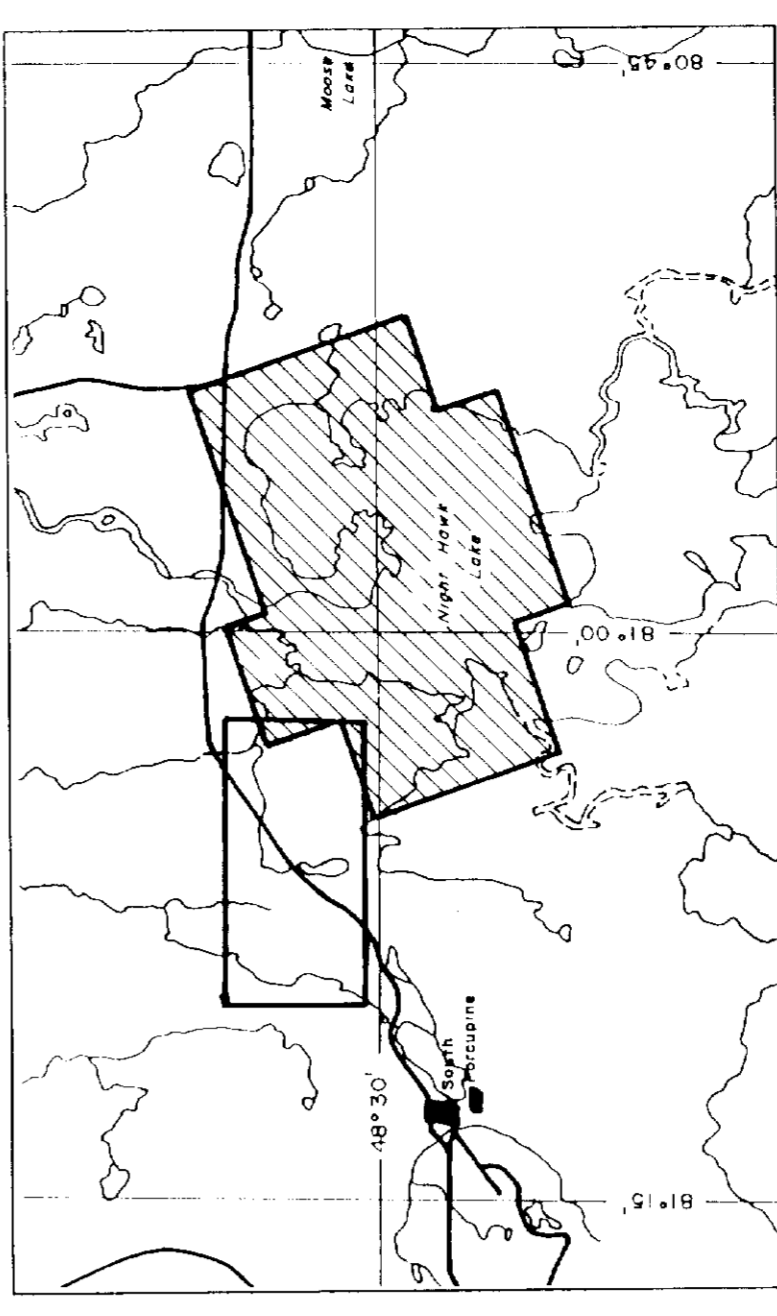 Moose
Lake
80°45'
Night Hawk
Lake
81°00'
48°30'
South
Porcupine
81°15'